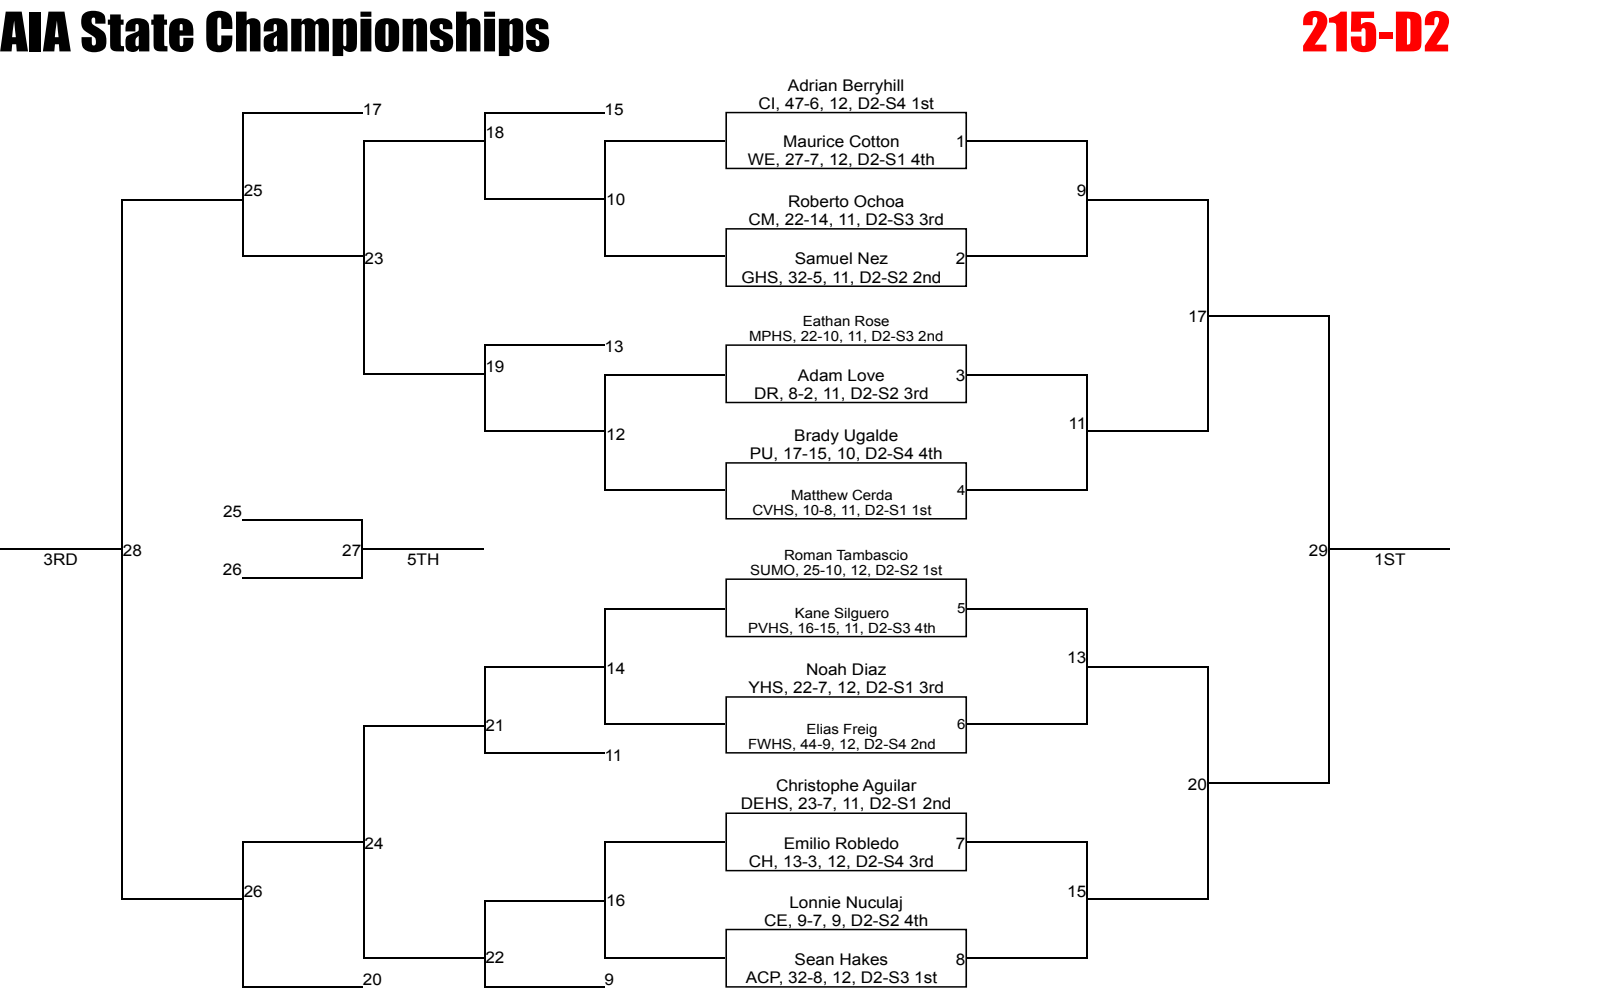 AIA State Championships
215-D2
Adrian Berryhill
CI, 47-6, 12, D2-S4 1st
17
15
18
Maurice Cotton
1
WE, 27-7, 12, D2-S1 4th
25
9
10
Roberto Ochoa
CM, 22-14, 11, D2-S3 3rd
23
Samuel Nez
2
GHS, 32-5, 11, D2-S2 2nd
17
Eathan Rose
MPHS, 22-10, 11, D2-S3 2nd
13
19
Adam Love
3
DR, 8-2, 11, D2-S2 3rd
11
12
Brady Ugalde
PU, 17-15, 10, D2-S4 4th
Matthew Cerda
4
CVHS, 10-8, 11, D2-S1 1st
25
3RD
28
27
5TH
29
1ST
26
Roman Tambascio
SUMO, 25-10, 12, D2-S2 1st
Kane Silguero
5
PVHS, 16-15, 11, D2-S3 4th
13
14
Noah Diaz
YHS, 22-7, 12, D2-S1 3rd
21
Elias Freig
6
FWHS, 44-9, 12, D2-S4 2nd
11
20
Christophe Aguilar
DEHS, 23-7, 11, D2-S1 2nd
24
Emilio Robledo
7
CH, 13-3, 12, D2-S4 3rd
26
15
16
Lonnie Nuculaj
CE, 9-7, 9, D2-S2 4th
22
Sean Hakes
8
ACP, 32-8, 12, D2-S3 1st
20
9